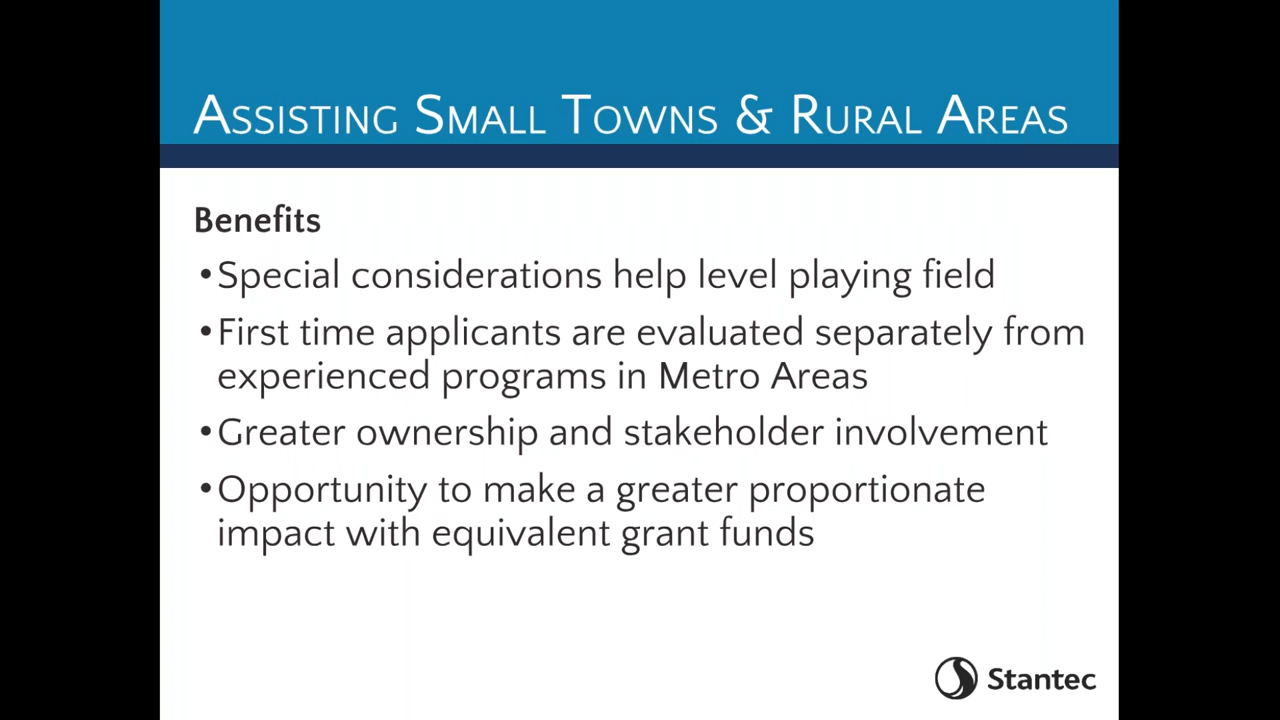 Assisting Small Towns & Rural Areas
Benefits
•Special considerations help level playing field
•First time applicants are evaluated separately from
experienced programs in Metro Areas
•Greater ownership and stakeholder involvement
•Opportunity to make a greater proportionate
impact with equivalent grant funds
Stantec